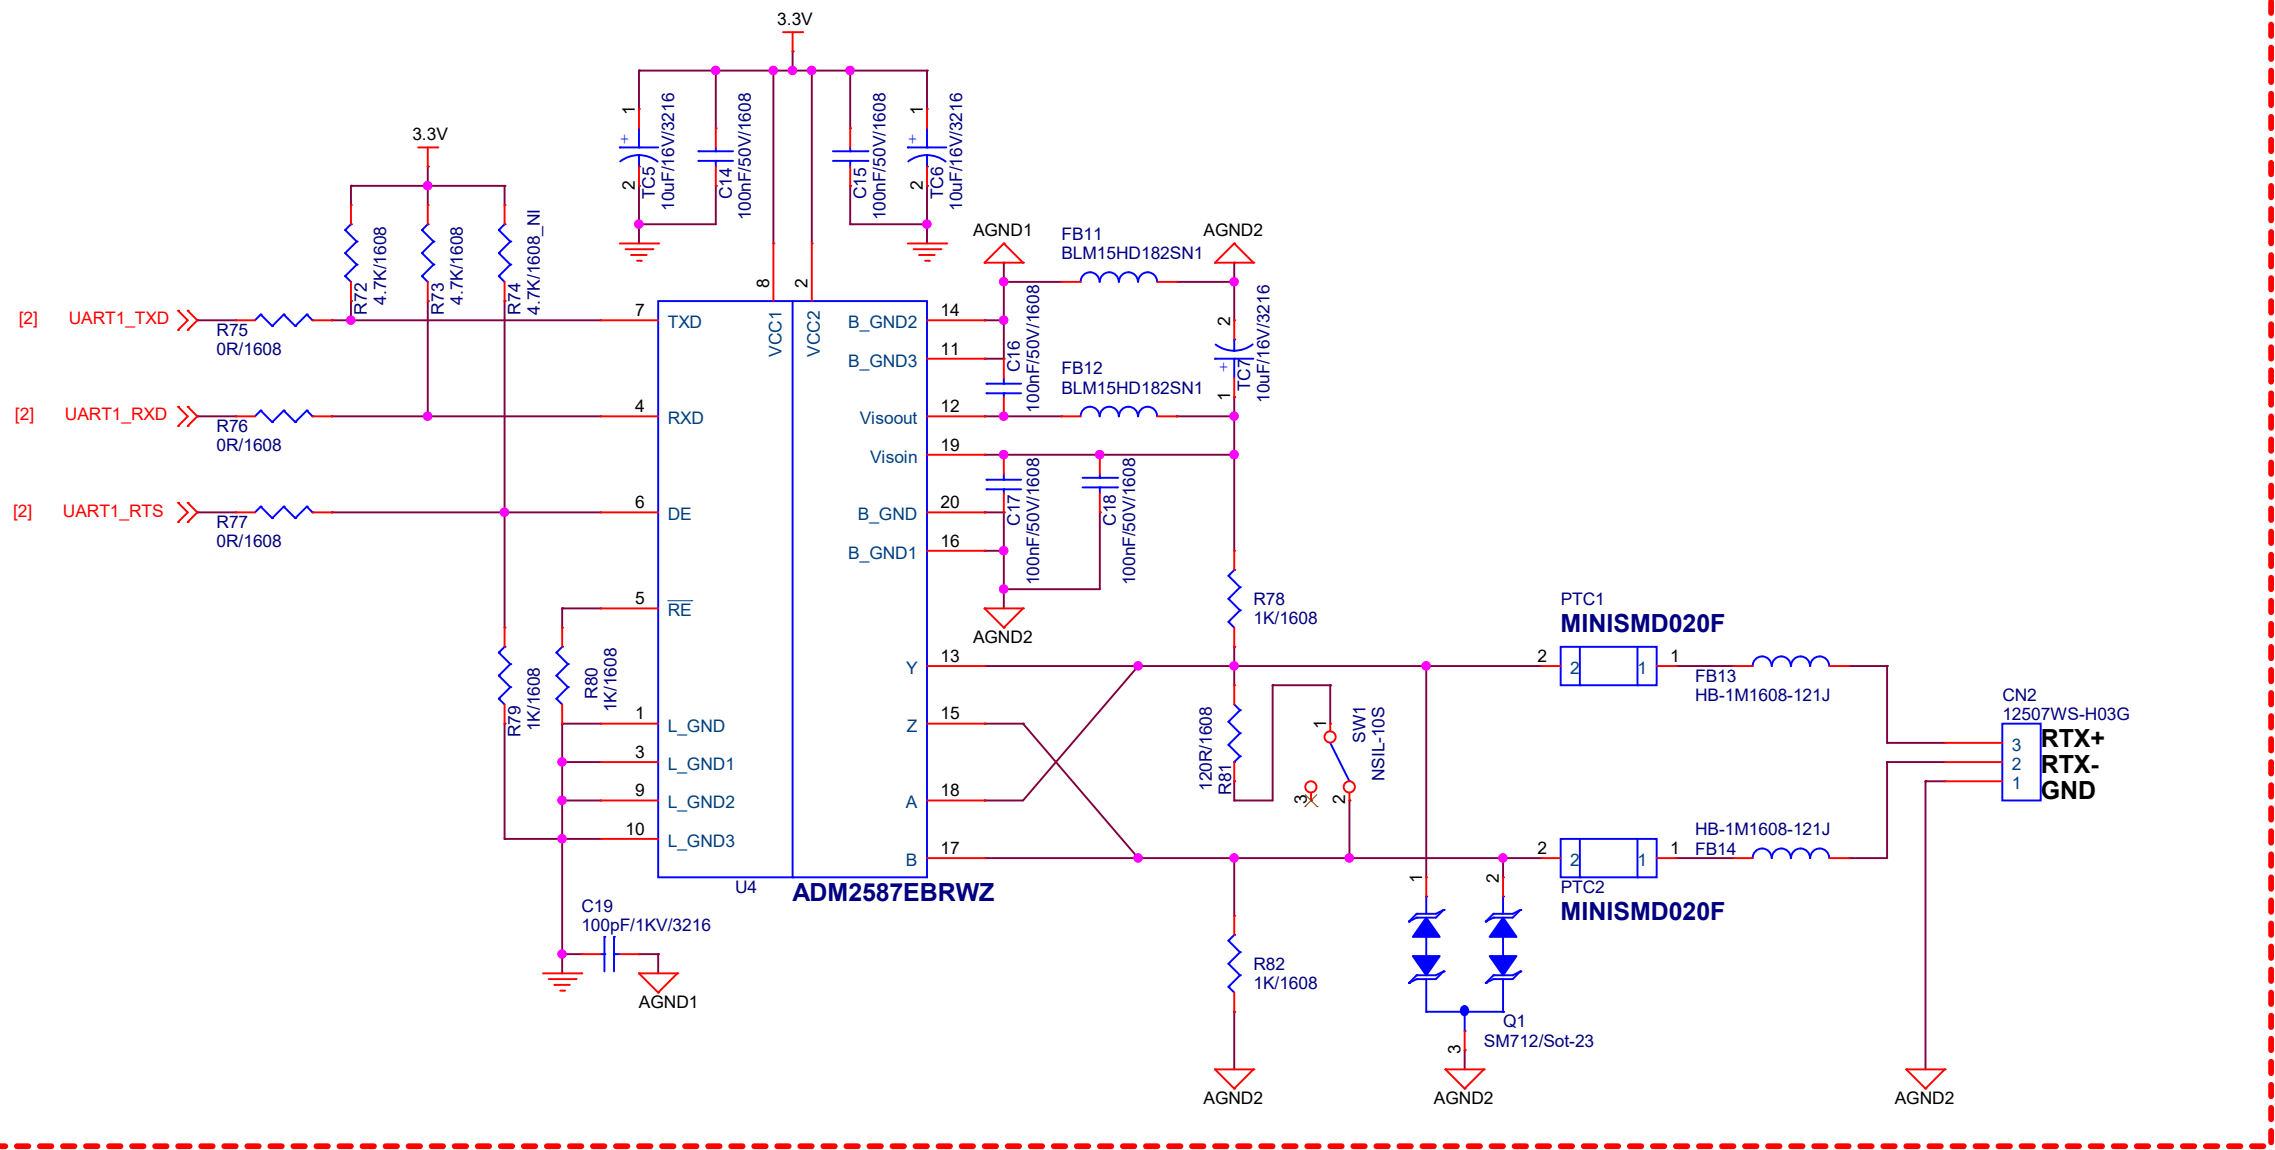 3.3V
1
2
+
TC5
10uF/16V/3216
C14
100nF/50V/1608
C15
100nF/50V/1608
1
2
+
TC6
10uF/16V/3216
3.3V
R72
4.7K/1608
R73
4.7K/1608
R74
4.7K/1608_NI
[2] UART1_TXD
R75
0R/1608
[2] UART1_RXD
R76
0R/1608
[2] UART1_RTS
R77
0R/1608
8
2
VCC1
VCC2
7 TXD
4 RXD
6 DE
5 RE
1 L_GND
3 L_GND1
9 L_GND2
10 L_GND3
B_GND2 14
B_GND3 11
Visoout 12
Visoin 19
B_GND 20
B_GND1 16
Y 13
Z 15
A 18
B 17
U4
ADM2587EBRWZ
R79
1K/1608
R80
1K/1608
C19
100pF/1KV/3216
AGND1
AGND1
FB11
BLM15HD182SN1
AGND2
C16
100nF/50V/1608
FB12
BLM15HD182SN1
2
+
1
TC7
10uF/16V/3216
C17
100nF/50V/1608
C18
100nF/50V/1608
AGND2
R78
1K/1608
120R/1608
R81
1
3
2
SW1
NSIL-10S
R82
1K/1608
AGND2
PTC1
MINISMD020F
2 2 1 1
FB13
HB-1M1608-121J
HB-1M1608-121J
FB14
2 2 1 1
PTC2
MINISMD020F
1
2
3
Q1
SM712/Sot-23
AGND2
CN2
12507WS-H03G
3 RTX+
2 RTX-
1 GND
AGND2